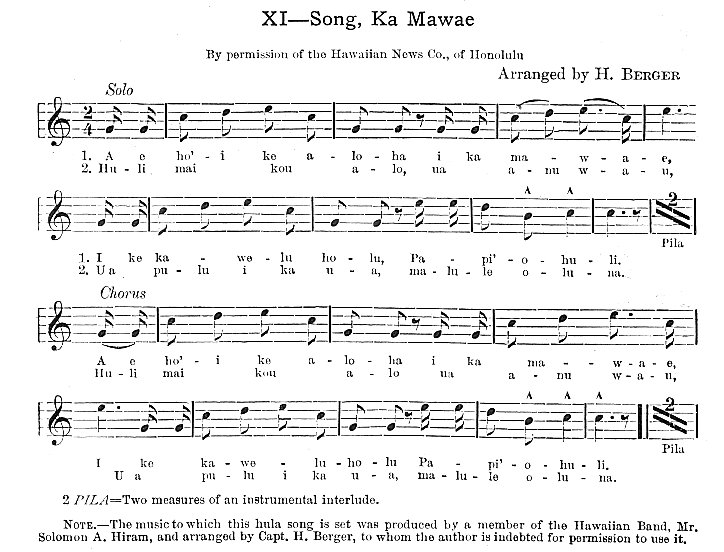 XI—Song, Ka Mawae
By permission of the Hawaiian News Co., of Honolulu
Arranged by H. BERGER
Solo
2
4
1. A e ho' - i ke a - lo - ha i ka ma - w - a - e,
2. Hu - li mai kou a - lo, ua a - nu w - a - u,
A A 2
Pila
1. I ke ka - we - lu ho - lu, Pa - pi' - o - hu - li.
2. U a pu - lu i ka u - a, ma - lu - le o - lu - na.
Chorus
A e ho' - i ke a - lo - ha i ka ma - - w - a - e,
Hu - li mai kou a - lo ua a - nu w - a - u,
A A A 2
Pila
I ke ka - we - lu - ho - lu Pa - pi' - o - hu - li.
U a pu - lu i ka u - a, ma - lu - le o - lu - na.
2 PILA=Two measures of an instrumental interlude.
NOTE.—The music to which this hula song is set was produced by a member of the Hawaiian Band, Mr.
Solomon A. Hiram, and arranged by Capt. H. Berger, to whom the author is indebted for permission to use it.